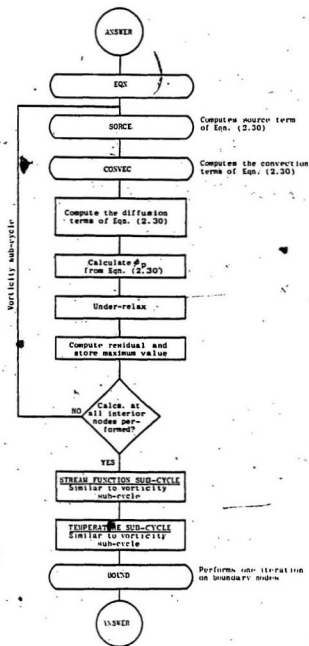 ANSWER
EQN
SORCE
Computes source term
of Eqn. (2.30)
CONVEC
Computes the convection
terms of Eqn. (2.30)
Compute the diffusion
terms of Eqn. (2.30)
Calculate ϕp
from Eqn. (2.30)
Under-relax
Compute residual and
store maximum value
Vorticity sub-cycle
Calcs. at
all interior
nodes per-
formed?
NO
YES
STREAM FUNCTION SUB-CYCLE
Similar to vorticity
sub-cycle
TEMPERATURE SUB-CYCLE
Similar to vorticity
sub-cycle
BOUND
Performs one iteration
on boundary nodes
ANSWER